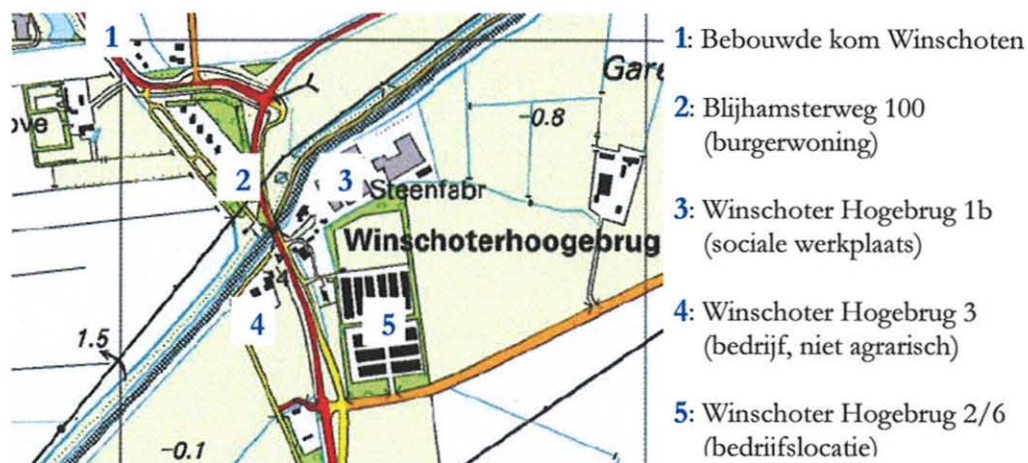 1
2
3
4
5
ove
Gare
-0.8
Steenfabr
Winschoterhoogebrug
1.5
-0.1
1: Bebouwde kom Winschoten
2: Blijhamsterweg 100
(burgerwoning)
3: Winschoter Hogebrug 1b
(sociale werkplaats)
4: Winschoter Hogebrug 3
(bedrijf, niet agrarisch)
5: Winschoter Hogebrug 2/6
(bedrijfslocatie)